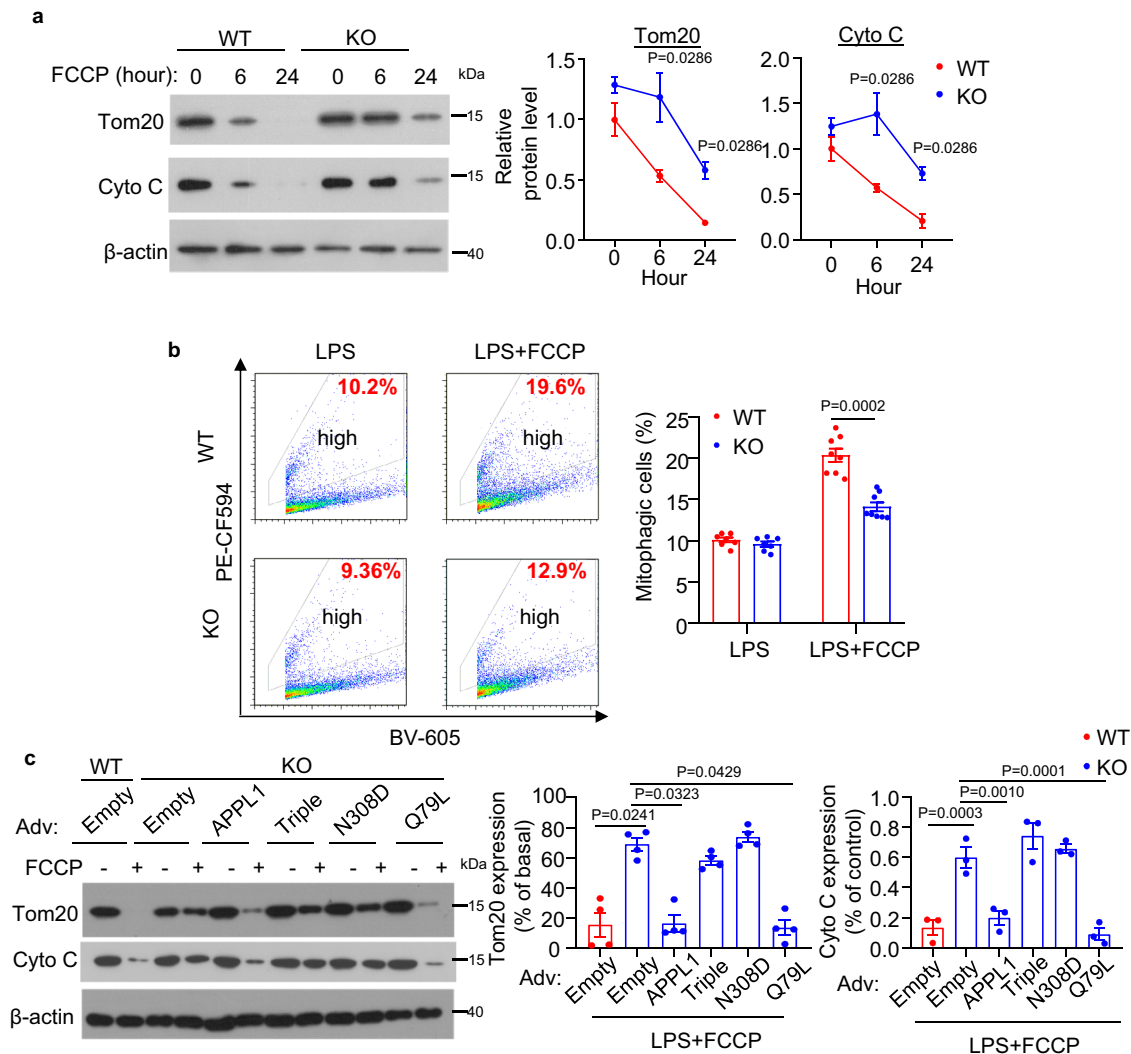 a
WT KO
FCCP (hour): 0 6 24 0 6 24 kDa
Tom20 15
Cyto C 15
β-actin 40
Tom20
Relative
protein level
1.5
1.0
0.5
0.0
P=0.0286
P=0.0286
0 6 24
Hour
Cyto C
2.0
1.5
1.0
0.5
0.0
P=0.0286
P=0.0286
0 6 24
Hour
WT
KO
b
LPS LPS+FCCP
WT
10.2%
high
19.6%
high
KO
9.36%
high
12.9%
high
PE-CF594
BV-605
Mitophagic cells (%)
25
20
15
10
5
0
WT
KO
P=0.0002
LPS LPS+FCCP
c
WT KO
Adv: Empty Empty APPL1 Triple N308D Q79L
FCCP - + - + - + - + - + - + kDa
Tom20 15
Cyto C 15
β-actin 40
Tom20 expression
(% of basal)
100
80
60
40
20
0
P=0.0429
P=0.0323
P=0.0241
Adv: Empty Empty APPL1 Triple N308D Q79L
LPS+FCCP
WT
KO
Cyto C expression
(% of control)
1.0
0.8
0.6
0.4
0.20
0.0
P=0.0001
P=0.0010
P=0.0003
Adv: Empty Empty APPL1 Triple N308D Q79L
LPS+FCCP